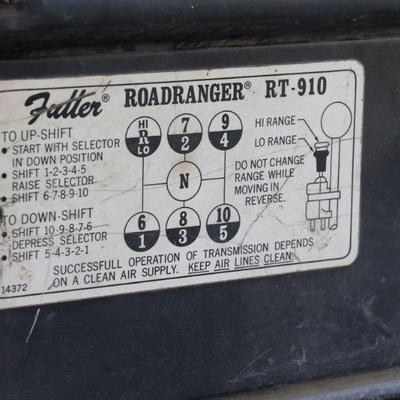 Fuller® ROADRANGER® RT-910
TO UP-SHIFT
• START WITH SELECTOR
IN DOWN POSITION
• SHIFT 1-2-3-4-5
RAISE SELECTOR
• SHIFT 6-7-8-9-10
TO DOWN-SHIFT
• SHIFT 10-9-8-7-6
DEPRESS SELECTOR
• SHIFT 5-4-3-2-1
HI 7 9
R 2 4
LO
N
6 8 10
1 3 5
HI RANGE
LO RANGE
DO NOT CHANGE
RANGE WHILE
MOVING IN
REVERSE.
SUCCESSFULL OPERATION OF TRANSMISSION DEPENDS
ON A CLEAN AIR SUPPLY. KEEP AIR LINES CLEAN.
14372